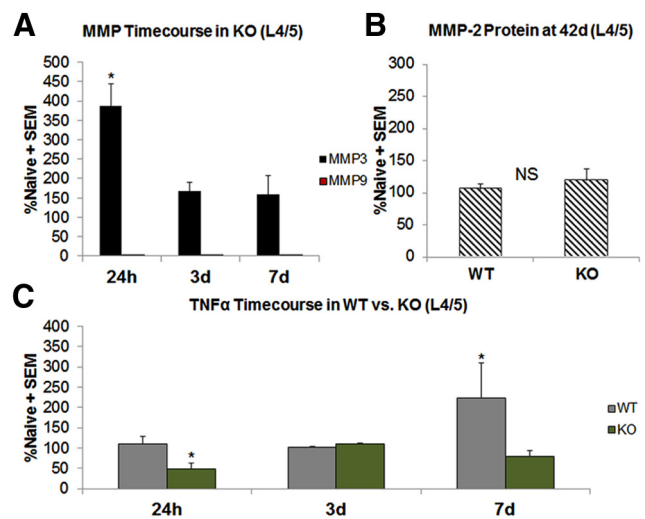 A
MMP Timecourse in KO (L4/5)
%Naive + SEM
500
450
400
350
300
250
200
150
100
50
0
*
24h
3d
7d
MMP3
MMP9
B
MMP-2 Protein at 42d (L4/5)
%Naive + SEM
300
250
200
150
100
50
0
NS
WT
KO
C
TNFα Timecourse in WT vs. KO (L4/5)
%Naive + SEM
400
350
300
250
200
150
100
50
0
*
*
24h
3d
7d
WT
KO